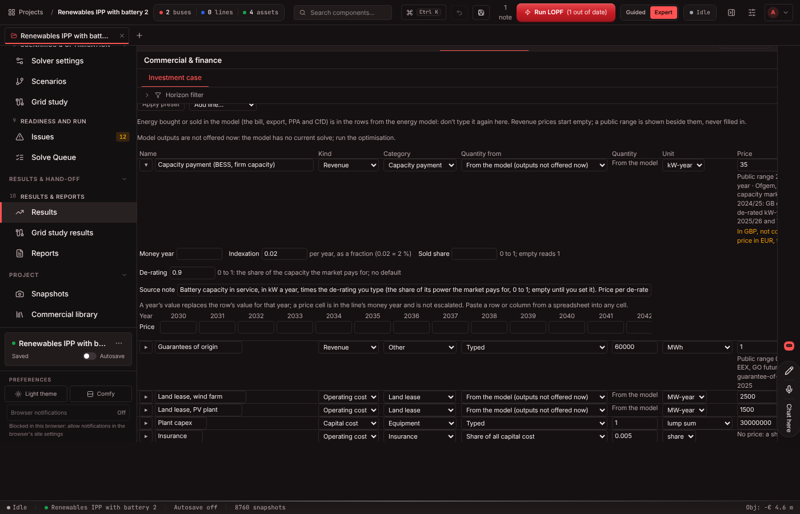 Projects / Renewables IPP with battery 2
2 buses
0 lines
4 assets
Search components...
Ctrl K
1 note
Run LOPF (1 out of date)
Guided
Expert
Idle
A
Renewables IPP with batt... ×
+
Solver settings
Scenarios
Grid study
READINESS AND RUN
Issues 12
Solve Queue
RESULTS & HAND-OFF
RESULTS & REPORTS
Results
Grid study results
Reports
PROJECT
Snapshots
Commercial library
Renewables IPP with b... ...
Saved Autosave
PREFERENCES
Light theme Comfy
Browser notifications Off
Blocked in this browser: allow notifications in the browser's site settings
Commercial & finance
Investment case
Horizon filter
Apply preset Add line...
Energy bought or sold in the model (the bill, export, PPA and CfD) is in the rows from the energy model: don't type it again here. Revenue prices start empty; a public range is shown beside them, never filled in.
Model outputs are not offered now: the model has no current solve; run the optimisation.
Name Kind Category Quantity from Quantity Unit Price
Capacity payment (BESS, firm capacity) Revenue Capacity payment From the model (outputs not offered now) From the model kW-year 35
Public range 2
year · Ofgem,
capacity mark
2024/25: GB
de-rated kW-
2025/26 and
In GBP, not co
price in EUR,
Money year Indexation 0.02 per year, as a fraction (0.02 = 2 %) Sold share 0 to 1; empty reads 1
De-rating 0.9 0 to 1: the share of the capacity the market pays for; no default
Source note Battery capacity in service, in kW a year, times the de-rating you type (the share of its power the market pays for, 0 to 1; empty until you set it). Price per de-rate
A year's value replaces the row's value for that year; a price cell is in the line's money year and is not escalated. Paste a row or column from a spreadsheet into any cell.
Year 2030 2031 2032 2033 2034 2035 2036 2037 2038 2039 2040 2041 2042
Price
Guarantees of origin Revenue Other Typed 60000 MWh 1
Public range
EEX, GO futur
guarantee-of-
2025
Land lease, wind farm Operating cost Land lease From the model (outputs not offered now) From the model MW-year 2500
Land lease, PV plant Operating cost Land lease From the model (outputs not offered now) From the model MW-year 1500
Plant capex Capital cost Equipment Typed 1 lump sum 30000000
Insurance Operating cost Insurance Share of all capital cost 0.005 share No price: a sh
Chat here
Idle Renewables IPP with battery 2 Autosave off 8760 snapshots Obj: −€ 4.6 m